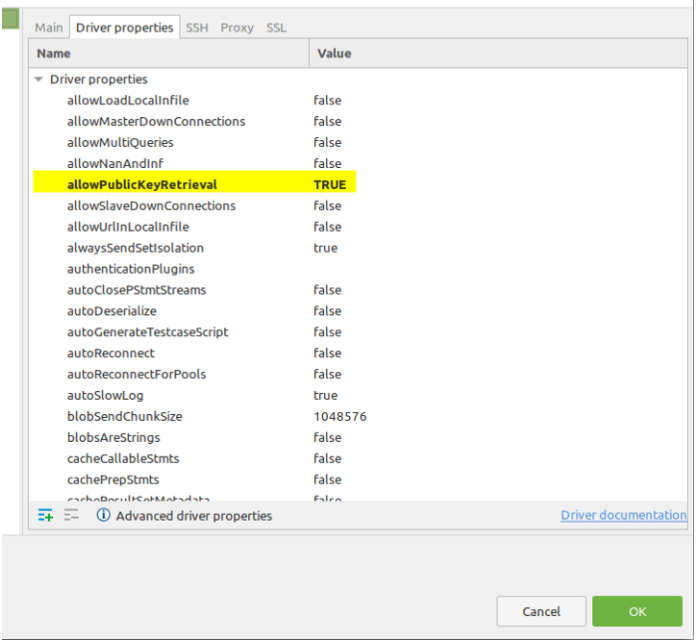 Main Driver properties SSH Proxy SSL
Name Value
Driver properties
allowLoadLocalInfile false
allowMasterDownConnections false
allowMultiQueries false
allowNanAndInf false
allowPublicKeyRetrieval TRUE
allowSlaveDownConnections false
allowUrlInLocalInfile false
alwaysSendSetIsolation true
authenticationPlugins
autoClosePStmtStreams false
autoDeserialize false
autoGenerateTestcaseScript false
autoReconnect false
autoReconnectForPools false
autoSlowLog true
blobSendChunkSize 1048576
blobsAreStrings false
cacheCallableStmts false
cachePrepStmts false
cacheResultSetMetadata false
Advanced driver properties Driver documentation
Cancel OK